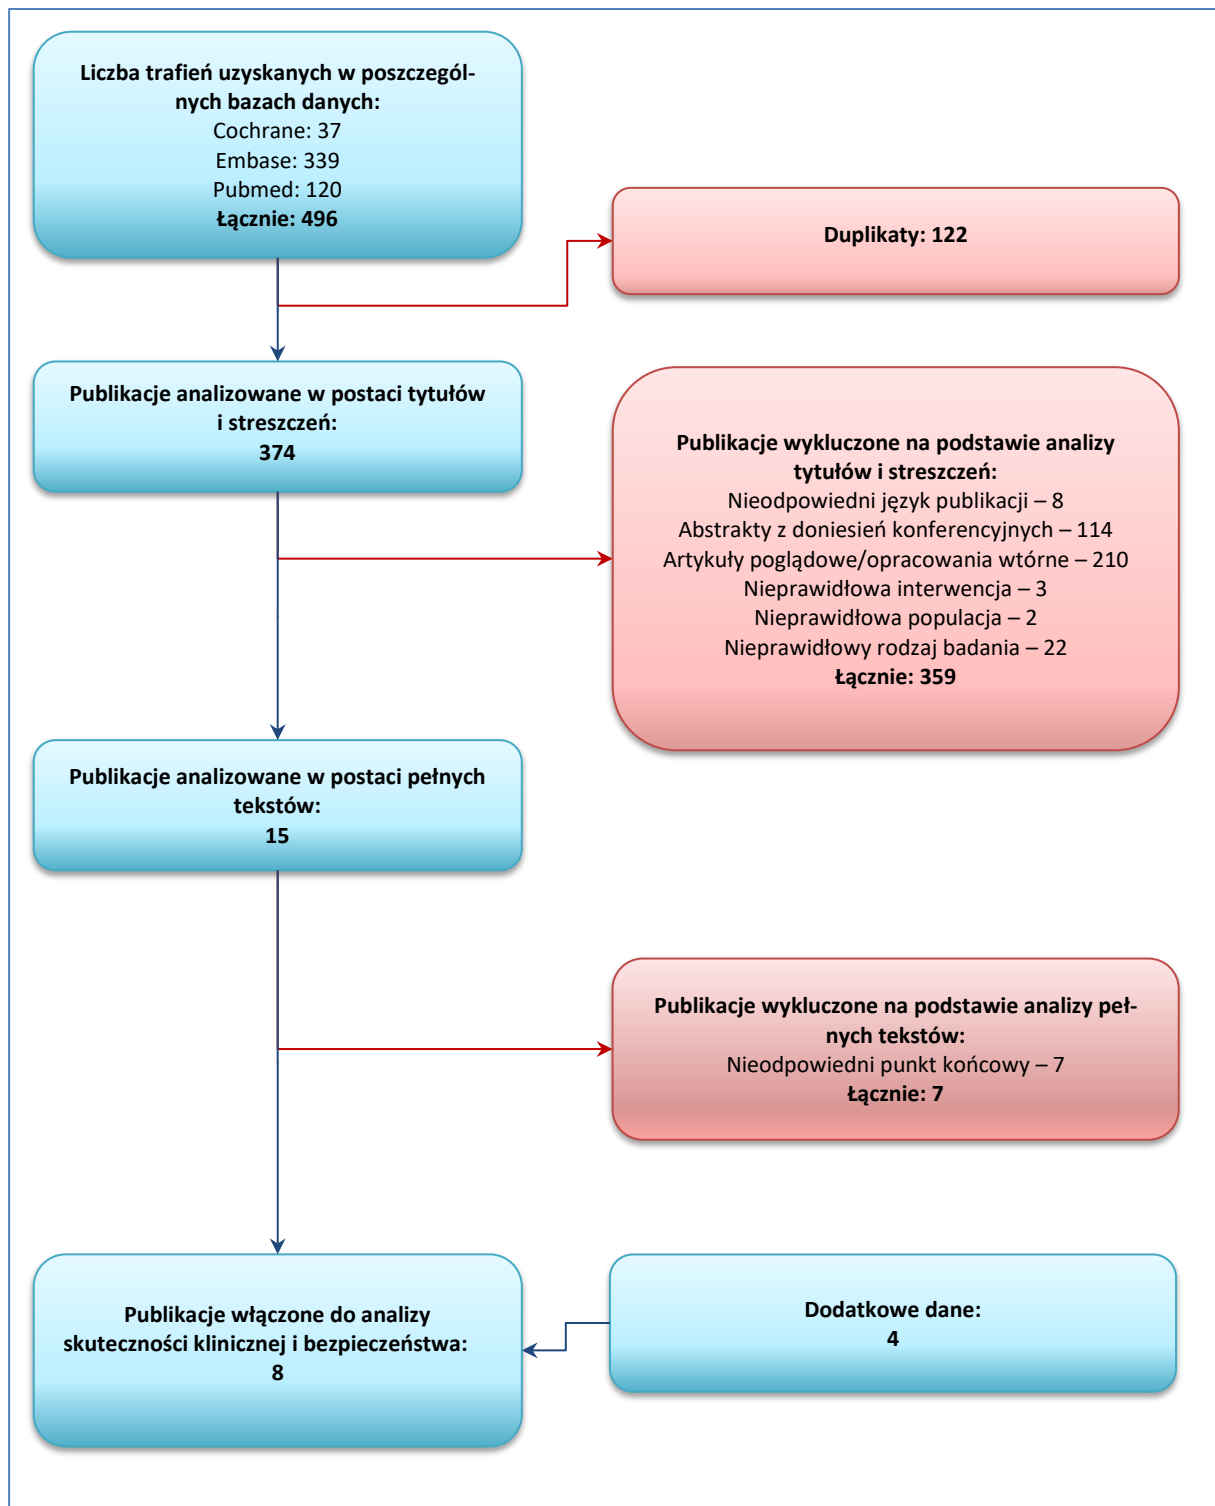 Liczba trafień uzyskanych w poszczegól-
nych bazach danych:
Cochrane: 37
Embase: 339
Pubmed: 120
Łącznie: 496
Duplikaty: 122
Publikacje analizowane w postaci tytułów
i streszczeń:
374
Publikacje wykluczone na podstawie analizy
tytułów i streszczeń:
Nieodpowiedni język publikacji – 8
Abstrakty z doniesień konferencyjnych – 114
Artykuły poglądowe/opracowania wtórne – 210
Nieprawidłowa interwencja – 3
Nieprawidłowa populacja – 2
Nieprawidłowy rodzaj badania – 22
Łącznie: 359
Publikacje analizowane w postaci pełnych
tekstów:
15
Publikacje wykluczone na podstawie analizy peł-
nych tekstów:
Nieodpowiedni punkt końcowy – 7
Łącznie: 7
Publikacje włączone do analizy
skuteczności klinicznej i bezpieczeństwa:
8
Dodatkowe dane:
4